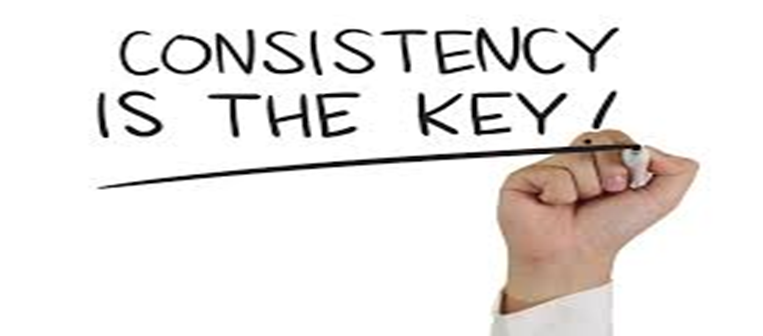 CONSISTENCY
IS THE KEY!